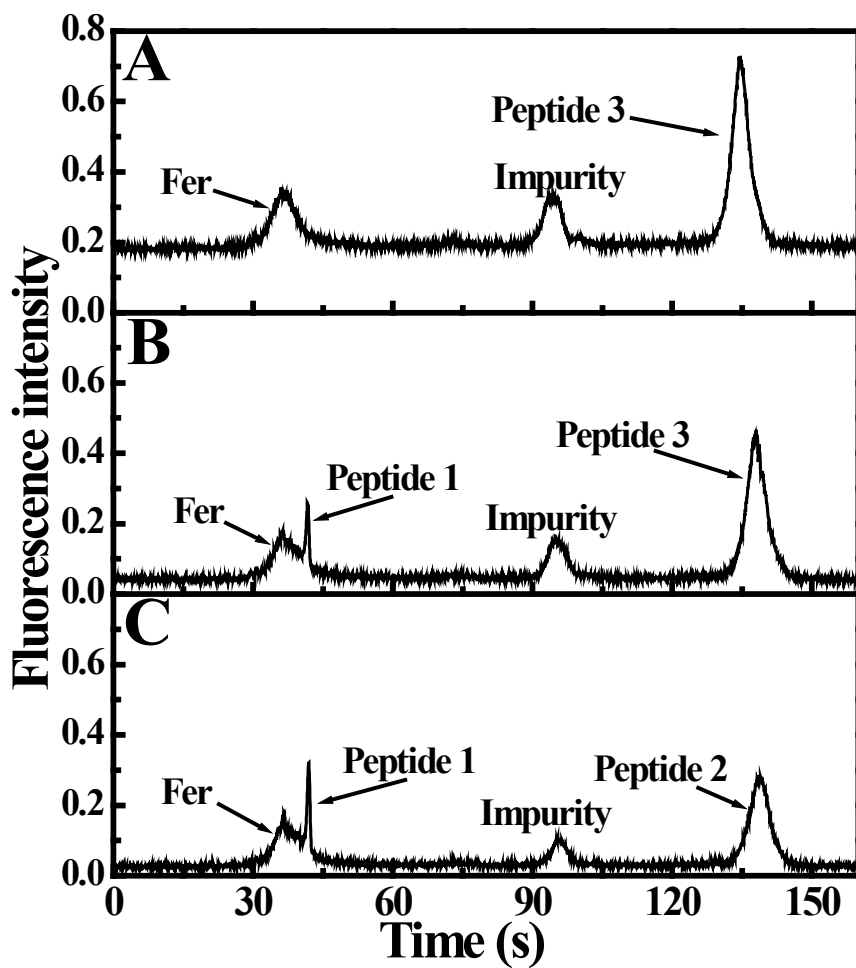 0.8
A
0.6
Peptide 3
0.4
Fer
Impurity
0.2
0.0
B
0.6
Peptide 3
0.4
Peptide 1
Fer
Impurity
0.2
0.0
C
0.6
0.4
Peptide 1
Peptide 2
Fer
Impurity
0.2
0.0
0 30 60 90 120 150
Time (s)
Fluorescence intensity